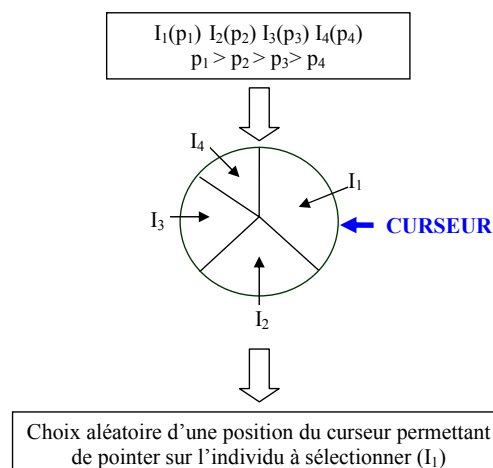 I₁(p₁) I₂(p₂) I₃(p₃) I₄(p₄)
p₁ > p₂ > p₃> p₄
I₄
I₁
I₃
CURSEUR
I₂
Choix aléatoire d’une position du curseur permettant
de pointer sur l’individu à sélectionner (I₁)